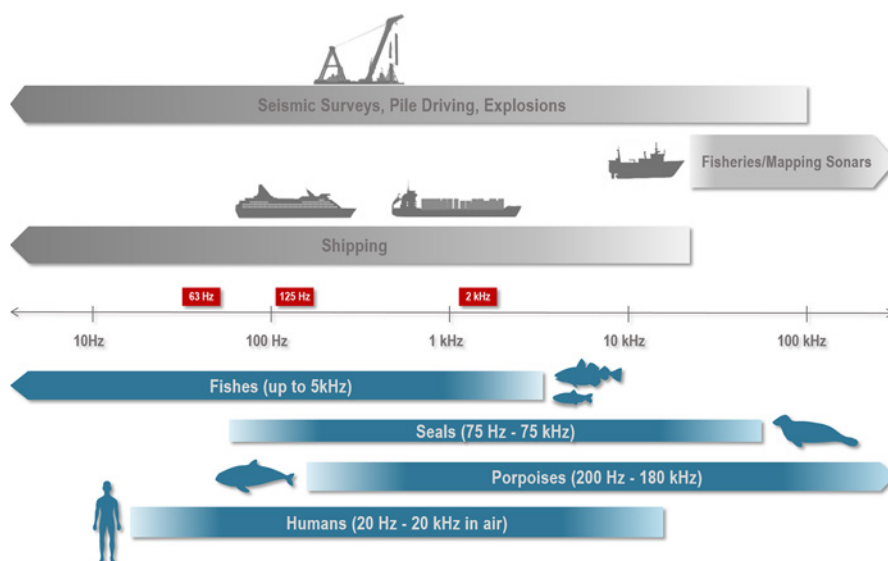 Seismic Surveys, Pile Driving, Explosions
Fisheries/Mapping Sonars
Shipping
63 Hz 125 Hz 2 kHz
10Hz 100 Hz 1 kHz 10 kHz 100 kHz
Fishes (up to 5kHz)
Seals (75 Hz - 75 kHz)
Porpoises (200 Hz - 180 kHz)
Humans (20 Hz - 20 kHz in air)